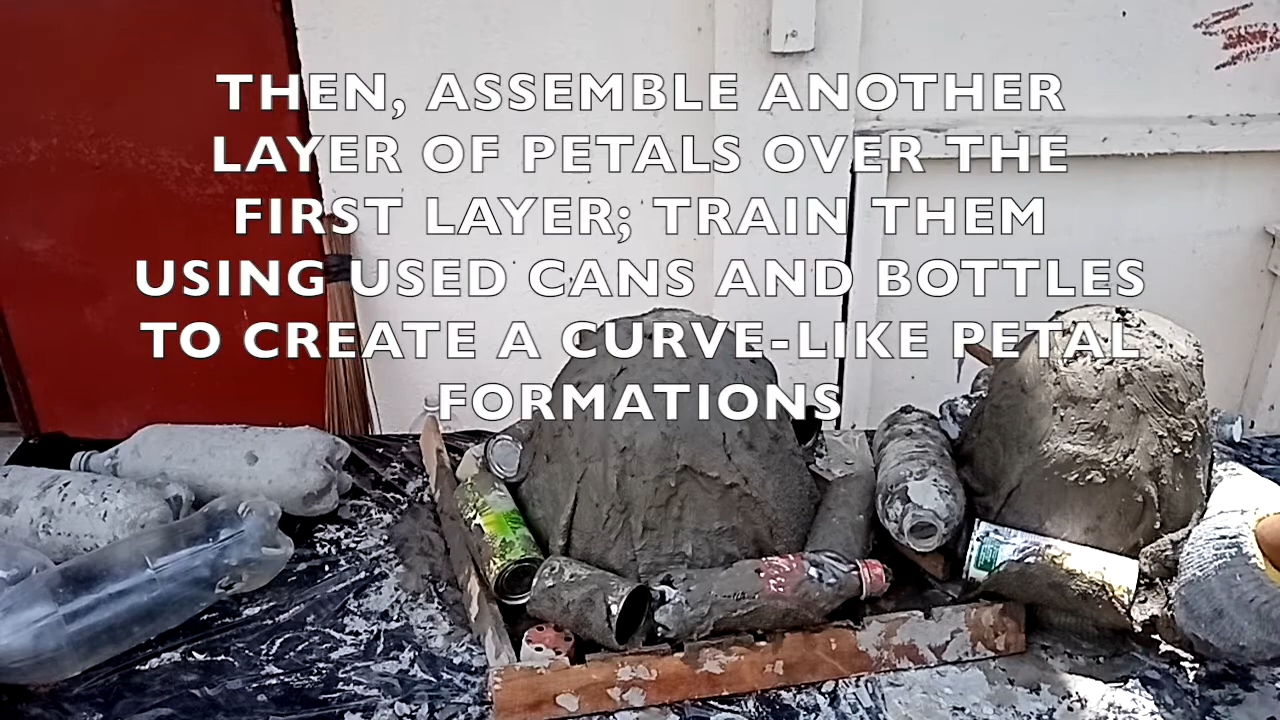 THEN, ASSEMBLE ANOTHER
LAYER OF PETALS OVER THE
FIRST LAYER; TRAIN THEM
USING USED CANS AND BOTTLES
TO CREATE A CURVE-LIKE PETAL
FORMATIONS